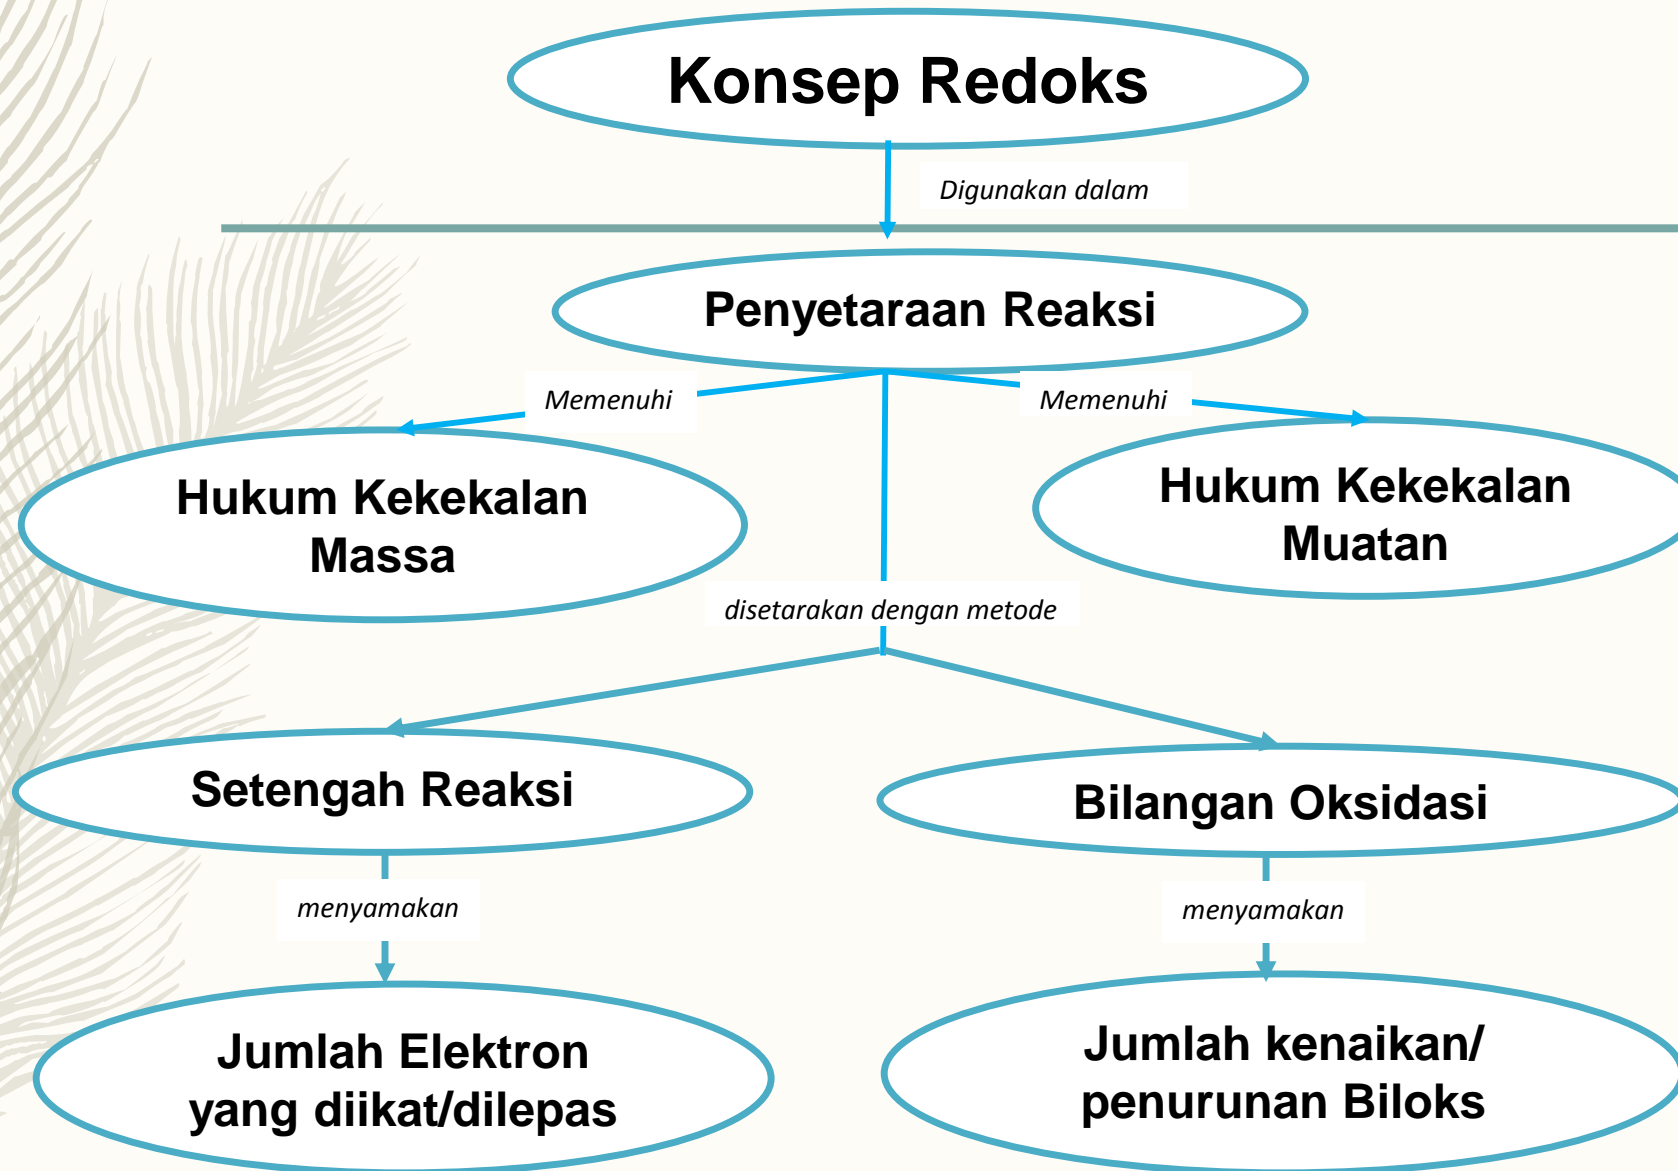 Konsep Redoks
Digunakan dalam
Penyetaraan Reaksi
Memenuhi
Memenuhi
Hukum Kekekalan
Massa
Hukum Kekekalan
Muatan
disetarakan dengan metode
Setengah Reaksi
Bilangan Oksidasi
menyamakan
menyamakan
Jumlah Elektron
yang diikat/dilepas
Jumlah kenaikan/
penurunan Biloks